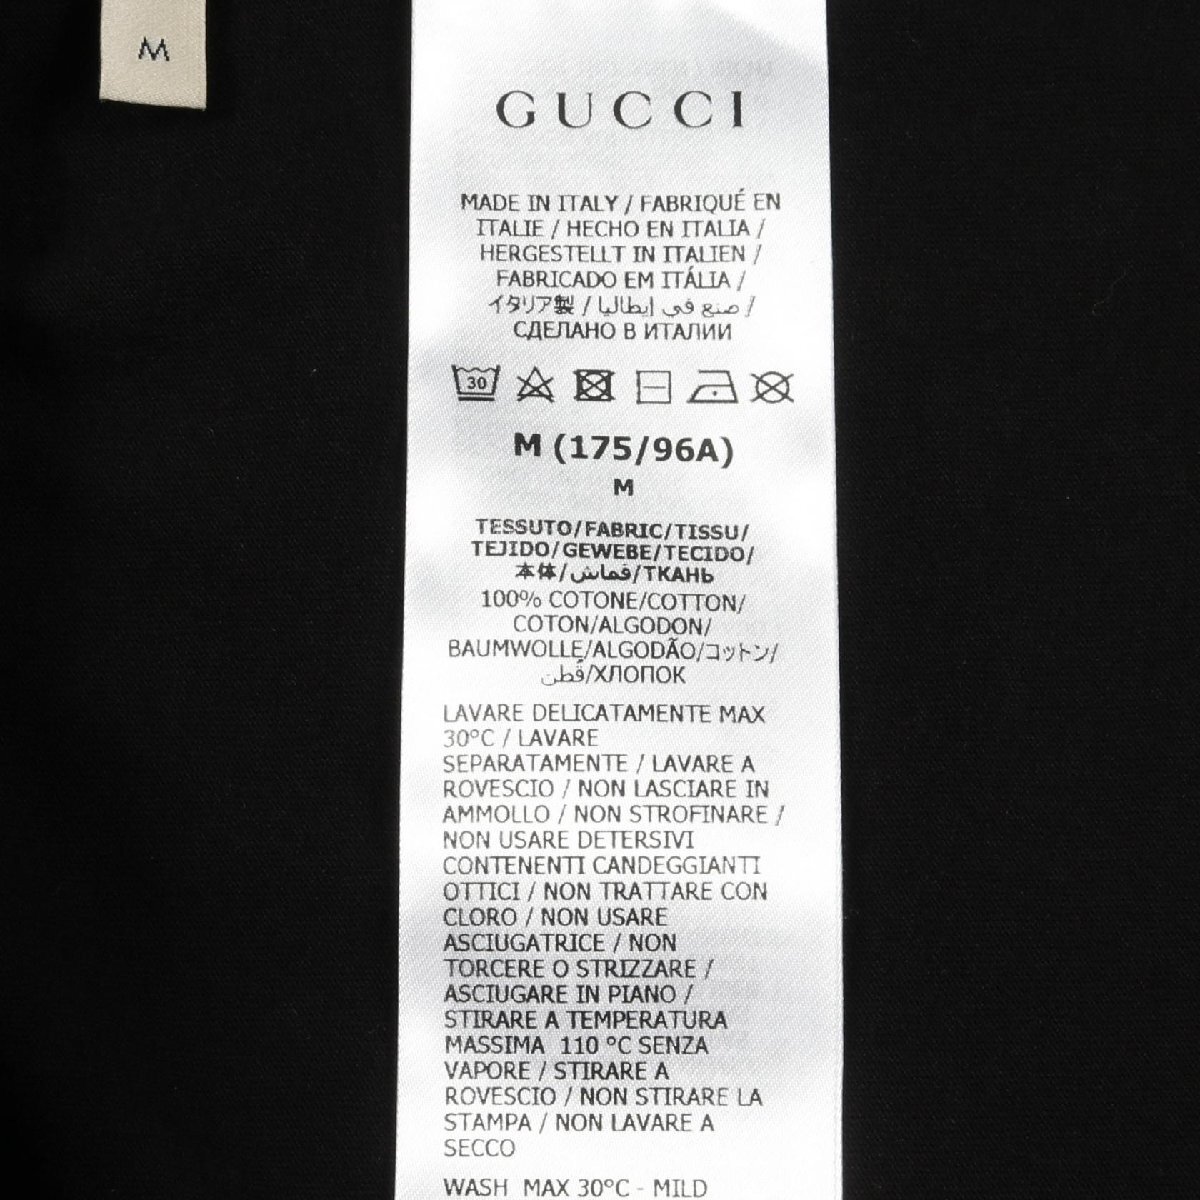 M
GUCCI
MADE IN ITALY / FABRIQUÉ EN
ITALIE / HECHO EN ITALIA /
HERGESTELLT IN ITALIEN /
FABRICADO EM ITÁLIA /
イタリア製 / صنع في إيطاليا /
СДЕЛАНО В ИТАЛИИ
30
M (175/96A)
M
TESSUTO/FABRIC/TISSU/
TEJIDO/GEWEBE/TECIDO/
本体/قماش/ТКАНЬ
100% COTONE/COTTON/
COTON/ALGODON/
BAUMWOLLE/ALGODÃO/コットン/
قُطن/ХЛОПОК
LAVARE DELICATAMENTE MAX
30°C / LAVARE
SEPARATAMENTE / LAVARE A
ROVESCIO / NON LASCIARE IN
AMMOLLO / NON STROFINARE /
NON USARE DETERSIVI
CONTENENTI CANDEGGIANTI
OTTICI / NON TRATTARE CON
CLORO / NON USARE
ASCIUGATRICE / NON
TORCERE O STRIZZARE /
ASCIUGARE IN PIANO /
STIRARE A TEMPERATURA
MASSIMA 110 °C SENZA
VAPORE / STIRARE A
ROVESCIO / NON STIRARE LA
STAMPA / NON LAVARE A
SECCO
WASH MAX 30°C - MILD